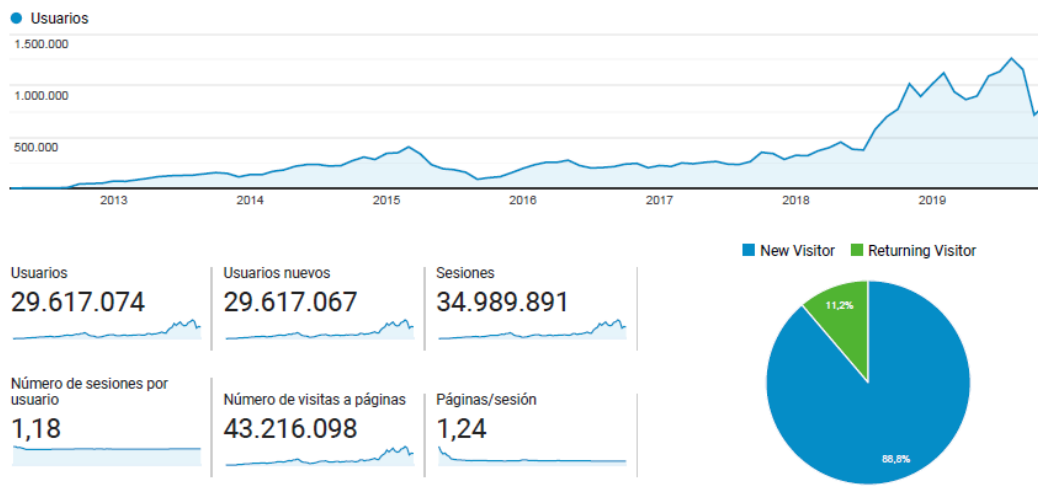 Usuarios
1.500.000
1.000.000
500.000
2013 2014 2015 2016 2017 2018 2019
New Visitor Returning Visitor
Usuarios Usuarios nuevos Sesiones
29.617.074 29.617.067 34.989.891
11,2%
Número de sesiones por
usuario
Número de visitas a páginas Páginas/sesión
1,18 43.216.098 1,24
88,8%